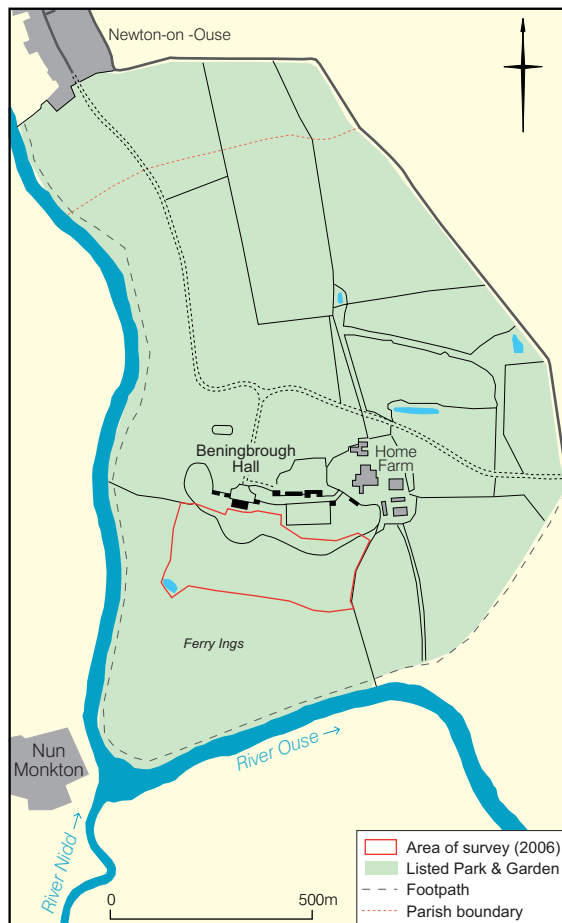 Newton-on -Ouse
Beningbrough
Hall
Home
Farm
Ferry Ings
Nun
Monkton
River Ouse →
River Nidd →
0 500m
Area of survey (2006)
Listed Park & Garden
Footpath
Parish boundary